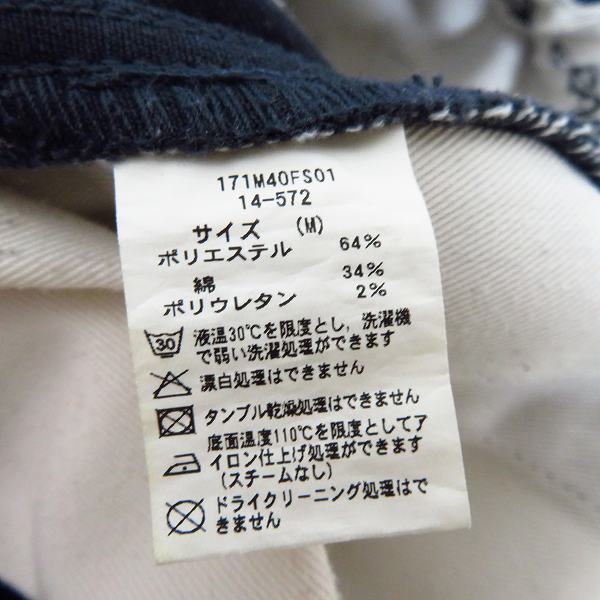 171M40FS01
14-572
サイズ (M)
ポリエステル 64%
綿 34%
ポリウレタン 2%
30 液温30℃を限度とし, 洗濯機
で弱い洗濯処理ができます
漂白処理はできません
タンブル乾燥処理はできません
底面温度110℃を限度としてア
イロン仕上げ処理ができます
(スチームなし)
ドライクリーニング処理はで
きません